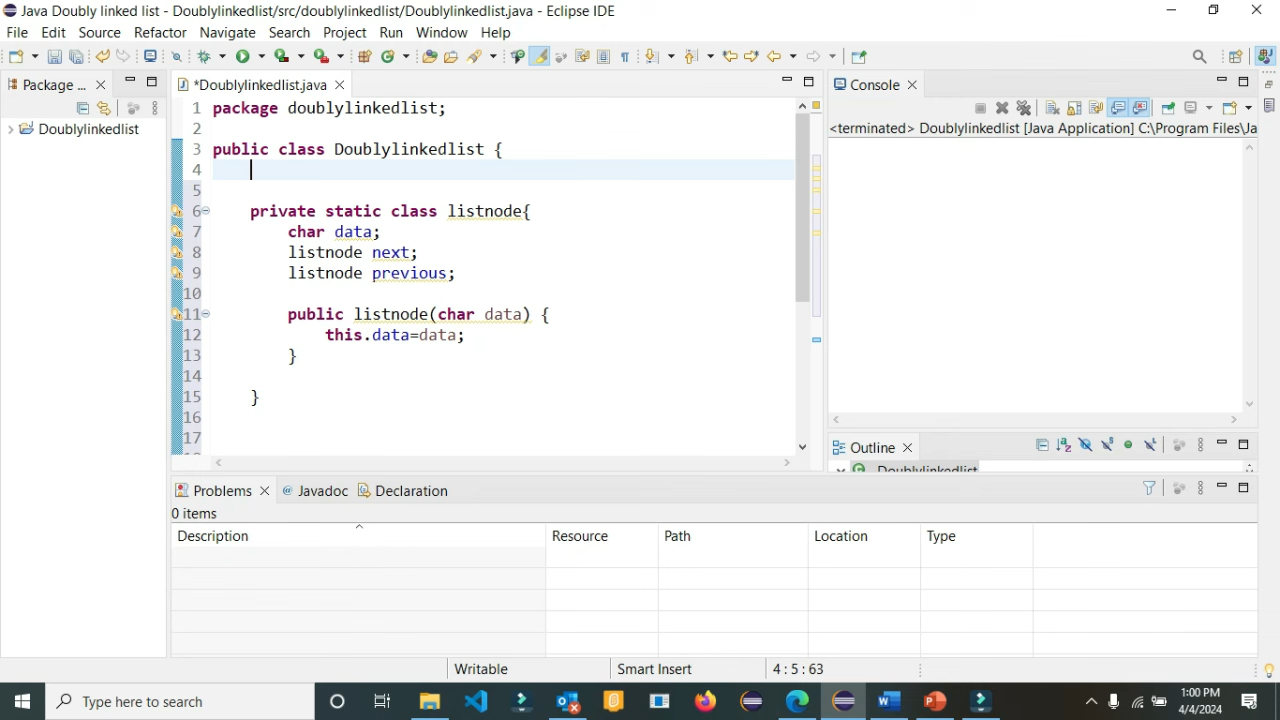 Java Doubly linked list - Doublylinkedlist/src/doublylinkedlist/Doublylinkedlist.java - Eclipse IDE
File Edit Source Refactor Navigate Search Project Run Window Help
Package ...
*Doublylinkedlist.java
Console
<terminated> Doublylinkedlist [Java Application] C:\Program Files\Ja
Doublylinkedlist
1 package doublylinkedlist;
2
3 public class Doublylinkedlist {
4
5
6 private static class listnode{
7 char data;
8 listnode next;
9 listnode previous;
10
11 public listnode(char data) {
12 this.data=data;
13 }
14
15 }
16
17
Outline
Doublylinkedlist
Problems Javadoc Declaration
0 items
Description Resource Path Location Type
Writable Smart Insert 4 : 5 : 63
Type here to search
1:00 PM
4/4/2024